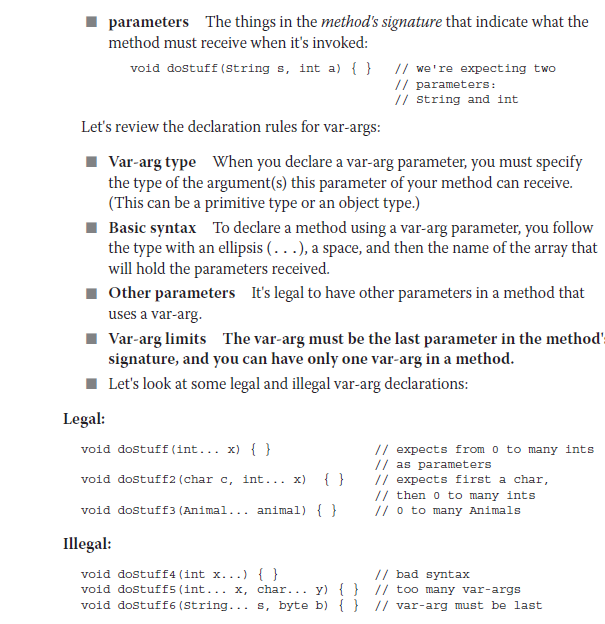 ■ parameters The things in the method's signature that indicate what the
method must receive when it's invoked:
void doStuff(String s, int a) { } // we're expecting two
// parameters:
// String and int
Let's review the declaration rules for var-args:
■ Var-arg type When you declare a var-arg parameter, you must specify
the type of the argument(s) this parameter of your method can receive.
(This can be a primitive type or an object type.)
■ Basic syntax To declare a method using a var-arg parameter, you follow
the type with an ellipsis (...), a space, and then the name of the array that
will hold the parameters received.
■ Other parameters It's legal to have other parameters in a method that
uses a var-arg.
■ Var-arg limits The var-arg must be the last parameter in the method's
signature, and you can have only one var-arg in a method.
■ Let's look at some legal and illegal var-arg declarations:
Legal:
void doStuff(int... x) { } // expects from 0 to many ints
// as parameters
void doStuff2(char c, int... x) { } // expects first a char,
// then 0 to many ints
void doStuff3(Animal... animal) { } // 0 to many Animals
Illegal:
void doStuff4(int x...) { } // bad syntax
void doStuff5(int... x, char... y) { } // too many var-args
void doStuff6(String... s, byte b) { } // var-arg must be last